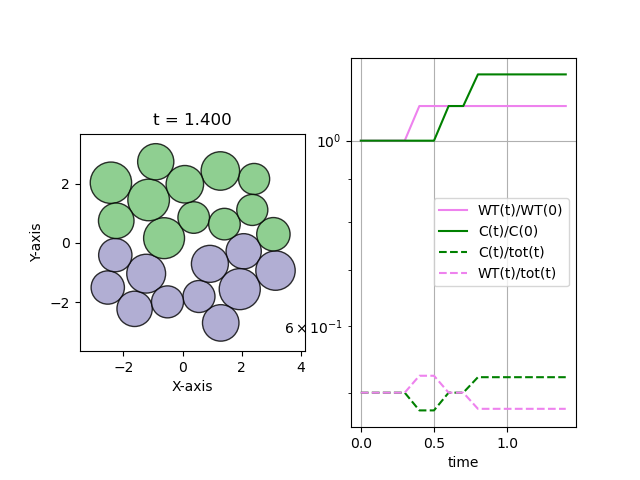 t = 1.400
Y-axis
2
0
−2
−2
0
2
4
X-axis
10⁰
6 × 10⁻¹
WT(t)/WT(0)
C(t)/C(0)
C(t)/tot(t)
WT(t)/tot(t)
0.0
0.5
1.0
time